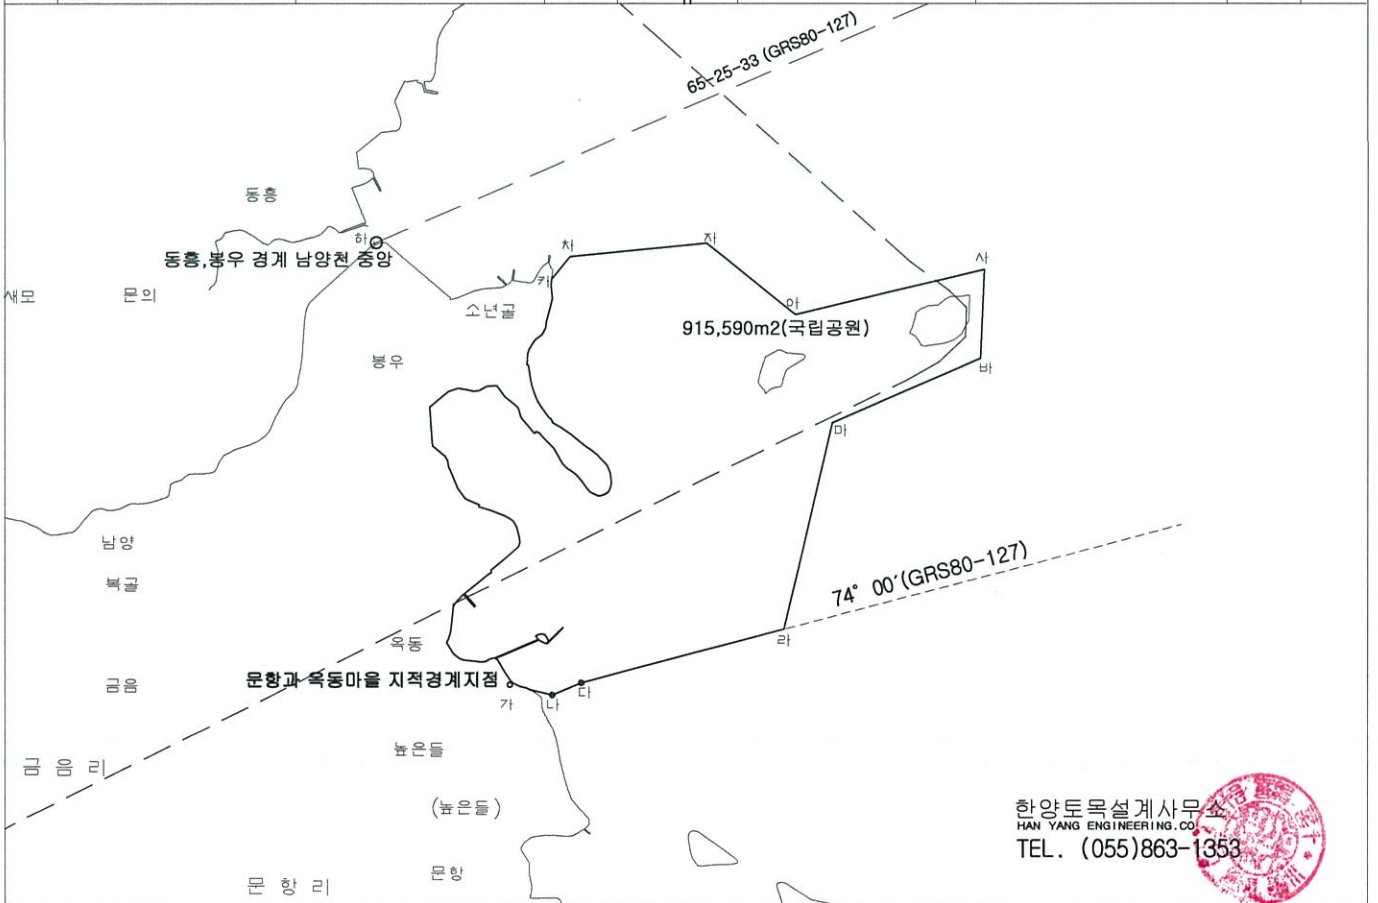 65-25-33 (GRS80-127)
동흥
하
동흥,봉우 경계 남양천 중앙
차
자
사
카
새모
문의
소년골
아
915,590m2(국립공원)
봉우
바
마
남양
복골
74° 00′(GRS80-127)
옥동
라
금음
문항과 옥동마을 지적경계지점
가
나
다
높은들
금 음 리
(높은들)
한양토목설계사무소
HAN YANG ENGINEERING.CO
TEL. (055)863-1353
문항
문 항 리